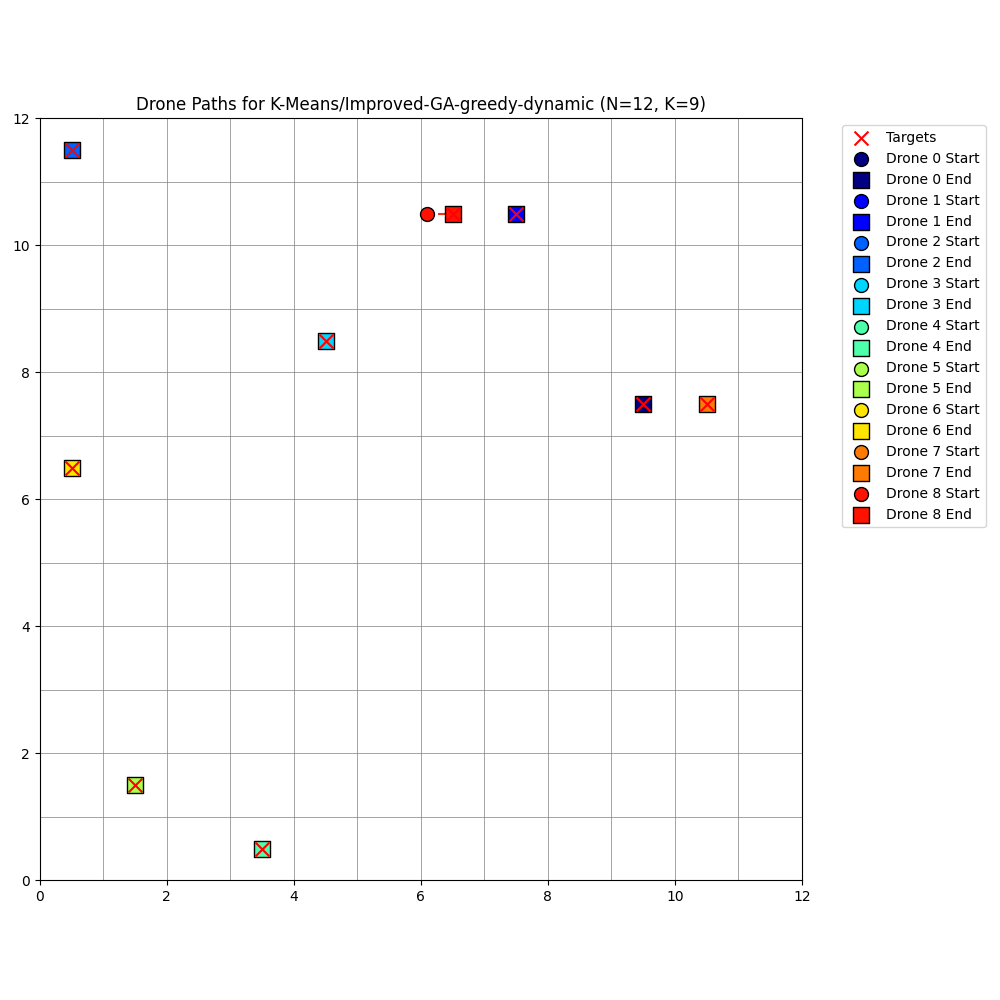 Drone Paths for K-Means/Improved-GA-greedy-dynamic (N=12, K=9)
12
10
8
6
4
2
0
0 2 4 6 8 10 12
Targets
Drone 0 Start
Drone 0 End
Drone 1 Start
Drone 1 End
Drone 2 Start
Drone 2 End
Drone 3 Start
Drone 3 End
Drone 4 Start
Drone 4 End
Drone 5 Start
Drone 5 End
Drone 6 Start
Drone 6 End
Drone 7 Start
Drone 7 End
Drone 8 Start
Drone 8 End